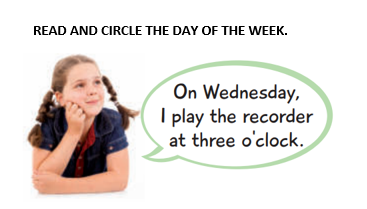 READ AND CIRCLE THE DAY OF THE WEEK.
On Wednesday,
I play the recorder
at three o'clock.